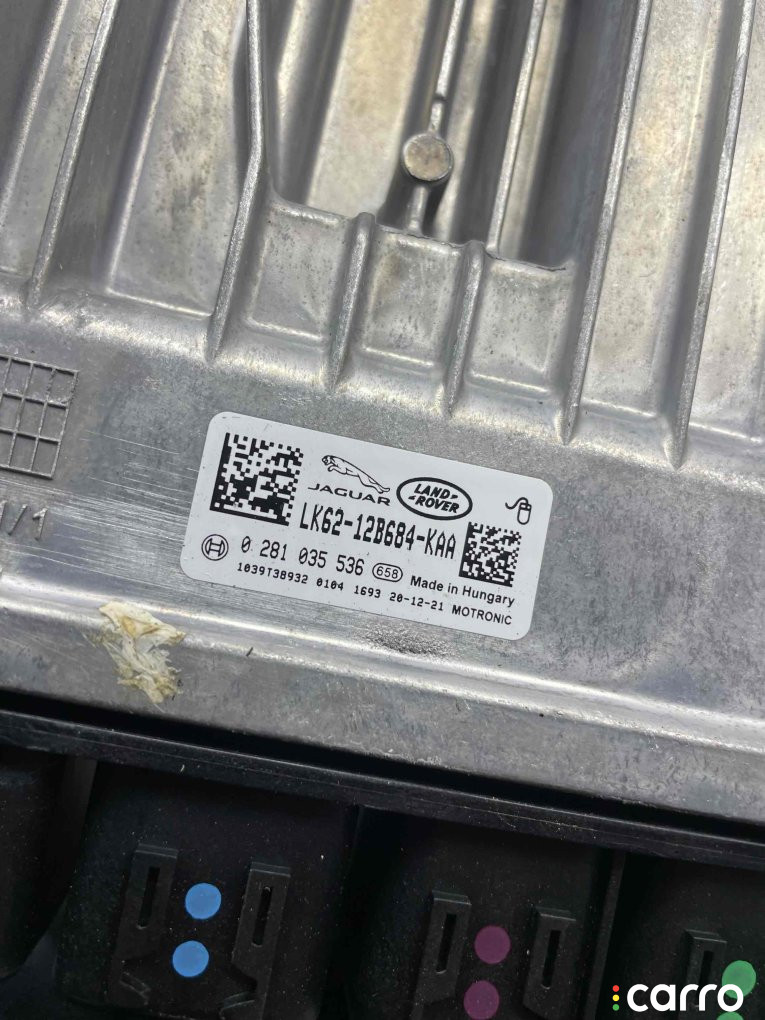 JAGUAR
LAND-
ROVER
LK62-12B684-KAA
0 281 035 536 658 Made in Hungary
1039T38932 0104 1693 20-12-21 MOTRONIC
/1
carro